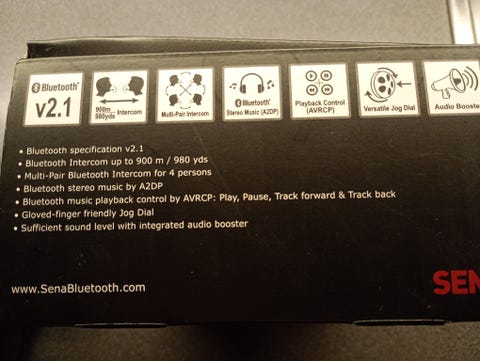 Bluetooth®
v2.1
900m
980yds
Intercom
Multi-Pair Intercom
Bluetooth®
Stereo Music (A2DP)
Playback Control
(AVRCP)
Versatile Jog Dial
Audio Booster
• Bluetooth specification v2.1
• Bluetooth Intercom up to 900 m / 980 yds
• Multi-Pair Bluetooth Intercom for 4 persons
• Bluetooth stereo music by A2DP
• Bluetooth music playback control by AVRCP: Play, Pause, Track forward & Track back
• Gloved-finger friendly Jog Dial
• Sufficient sound level with integrated audio booster
www.SenaBluetooth.com
SEN